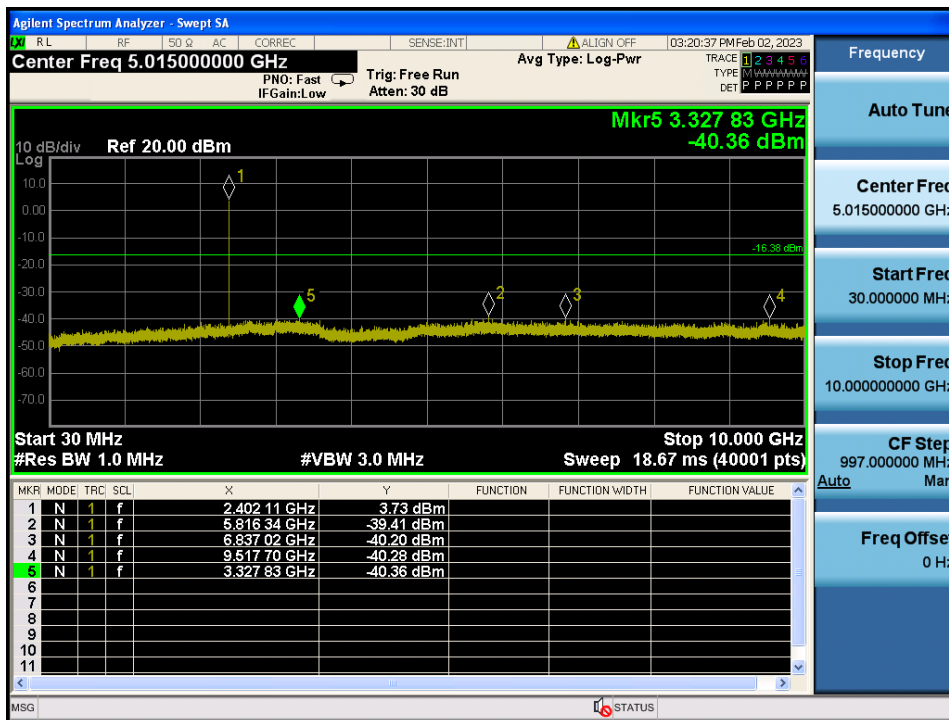 Agilent Spectrum Analyzer - Swept SA
LXI RL RF 50 Ω AC CORREC SENSE:INT ALIGN OFF 03:20:37 PM Feb 02, 2023
Center Freq 5.015000000 GHz
PNO: Fast
IFGain:Low
Trig: Free Run
Atten: 30 dB
Avg Type: Log-Pwr
TRACE 1 2 3 4 5 6
TYPE M
DET P P P P P P
Mkr5 3.327 83 GHz
-40.36 dBm
10 dB/div Ref 20.00 dBm
Log
10.0
0.00
-10.0
-20.0
-30.0
-40.0
-50.0
-60.0
-70.0
-16.38 dBm
1
5
2
3
4
Start 30 MHz Stop 10.000 GHz
#Res BW 1.0 MHz #VBW 3.0 MHz Sweep 18.67 ms (40001 pts)
MKR MODE TRC SCL X Y FUNCTION FUNCTION WIDTH FUNCTION VALUE
1 N 1 f 2.402 11 GHz 3.73 dBm
2 N 1 f 5.816 34 GHz -39.41 dBm
3 N 1 f 6.837 02 GHz -40.20 dBm
4 N 1 f 9.517 70 GHz -40.28 dBm
5 N 1 f 3.327 83 GHz -40.36 dBm
6
7
8
9
10
11
MSG STATUS
Frequency
Auto Tune
Center Freq
5.015000000 GHz
Start Freq
30.000000 MHz
Stop Freq
10.000000000 GHz
CF Step
997.000000 MHz
Auto Man
Freq Offset
0 Hz